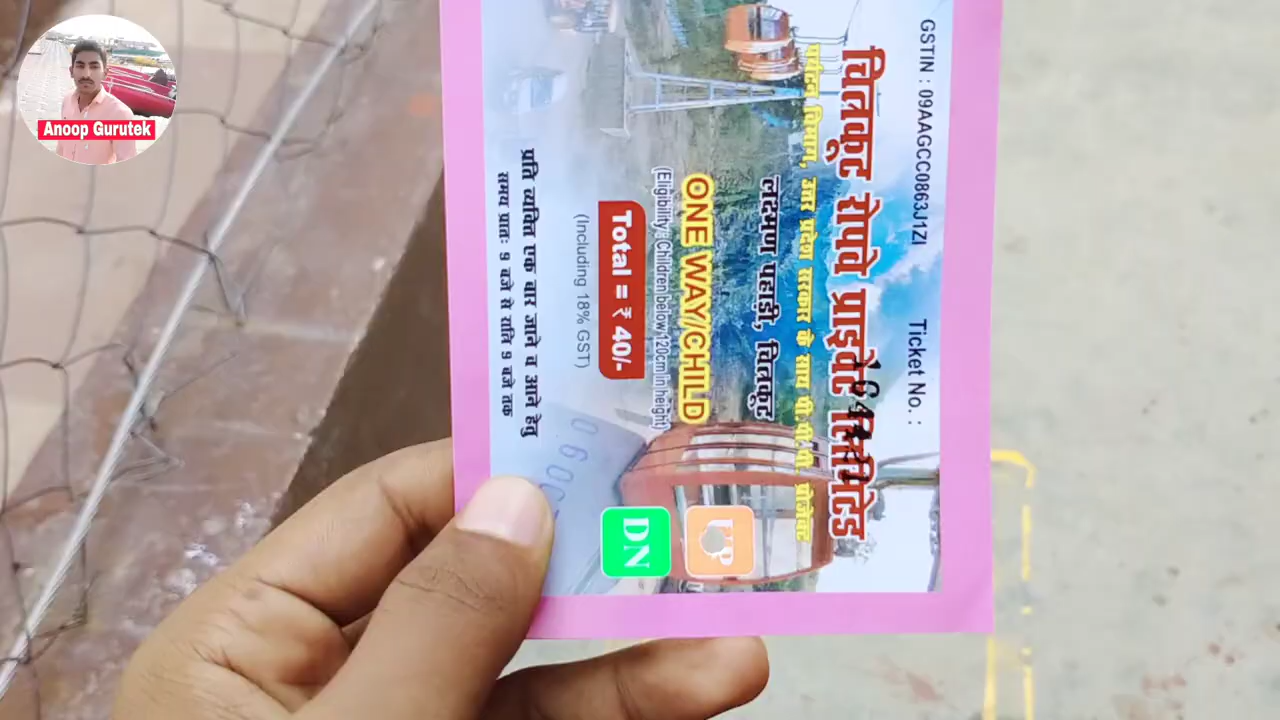 Anoop Gurutek
GSTIN : 09AAGCC0863J1ZI Ticket No. :
चित्रकूट रोपवे प्राइवेट लिमिटेड
पर्यटन विभाग, उत्तर प्रदेश सरकार के साथ पी.पी.पी. प्रोजेक्ट
लक्ष्मण पहाड़ी, चित्रकूट
ONE WAY/CHILD
(Eligibility : Children below 120cm in height)
Total = ₹ 40/-
(Including 18% GST)
प्रति व्यक्ति एक बार जाने व आने हेतु
समय प्रातः 9 बजे से रात्रि 9 बजे तक
UP
DN